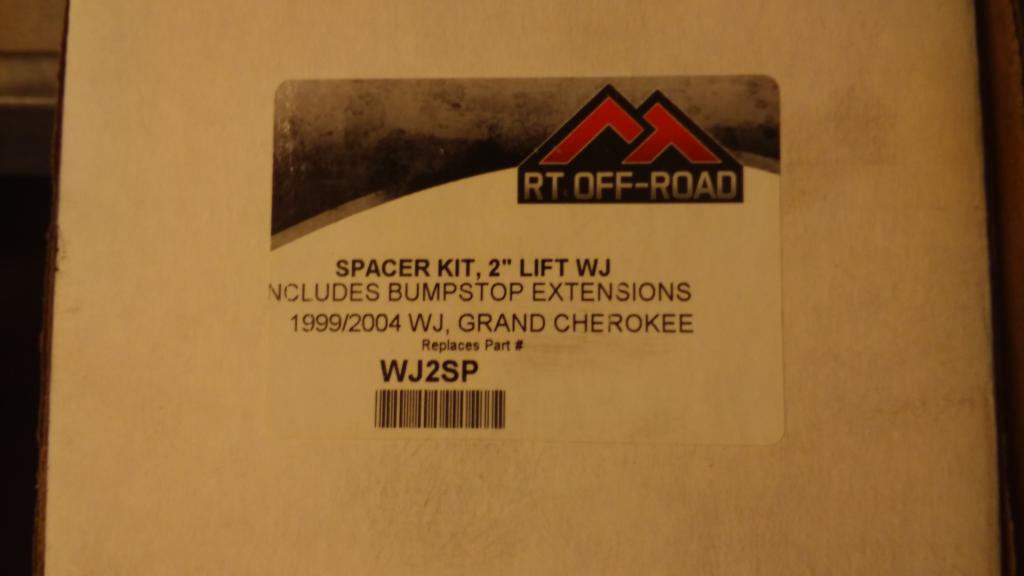 RT OFF-ROAD
SPACER KIT, 2" LIFT WJ
NCLUDES BUMPSTOP EXTENSIONS
1999/2004 WJ, GRAND CHEROKEE
Replaces Part #
WJ2SP